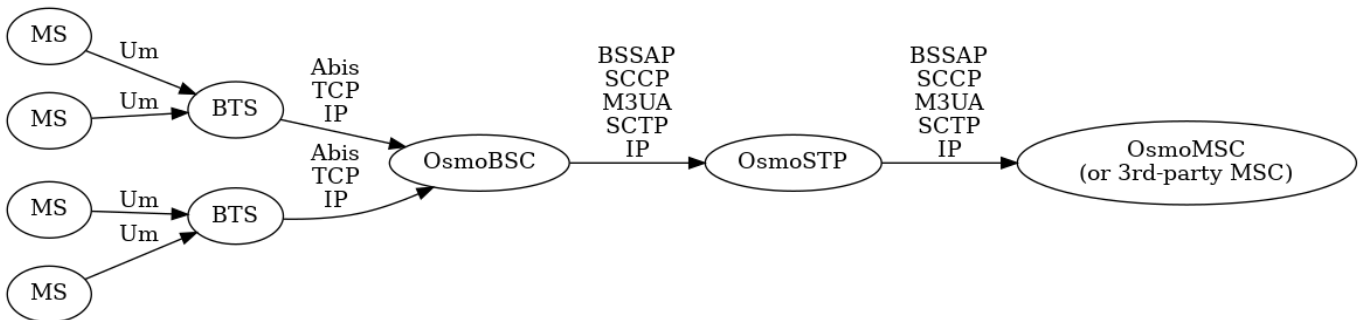 MS
Um
MS
Um
BTS
Abis
TCP
IP
MS
Um
MS
Um
BTS
Abis
TCP
IP
OsmoBSC
BSSAP
SCCP
M3UA
SCTP
IP
OsmoSTP
BSSAP
SCCP
M3UA
SCTP
IP
OsmoMSC
(or 3rd-party MSC)